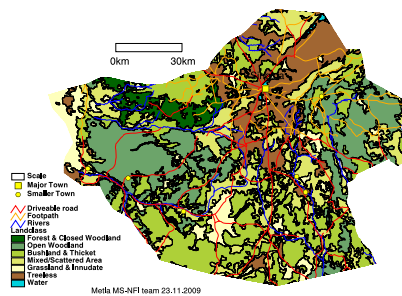 0km 30km
Scale
Major Town
Smaller Town
Driveable road
Footpath
Rivers
Landclass
Forest & Closed Woodland
Open Woodland
Bushland & Thicket
Mixed/Scattered Area
Grassland & Innudate
Treeless
Water
Metla MS-NFI team 23.11.2009